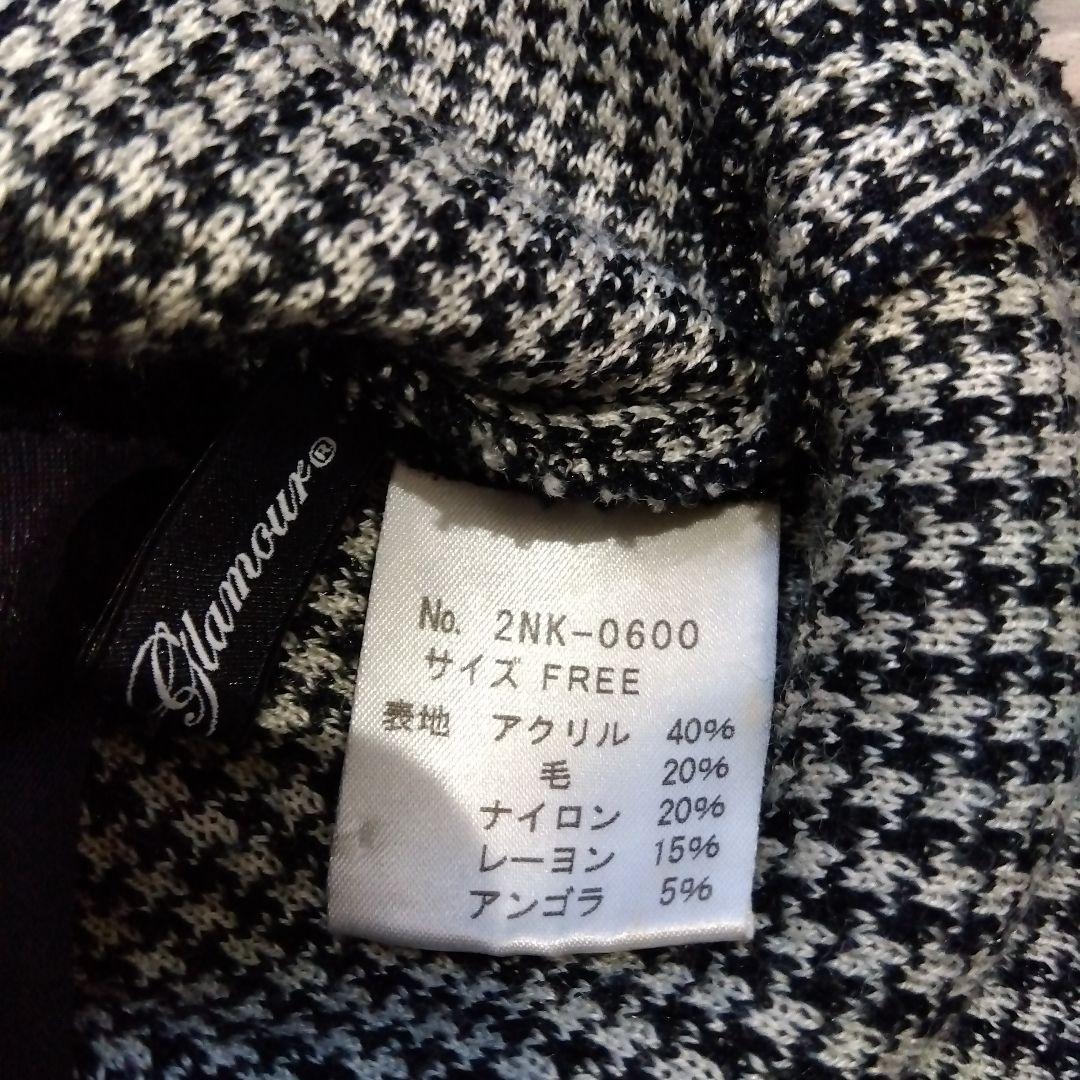 Glamour®
No. 2NK-0600
サイズ FREE
表地 アクリル 40%
毛 20%
ナイロン 20%
レーヨン 15%
アンゴラ 5%